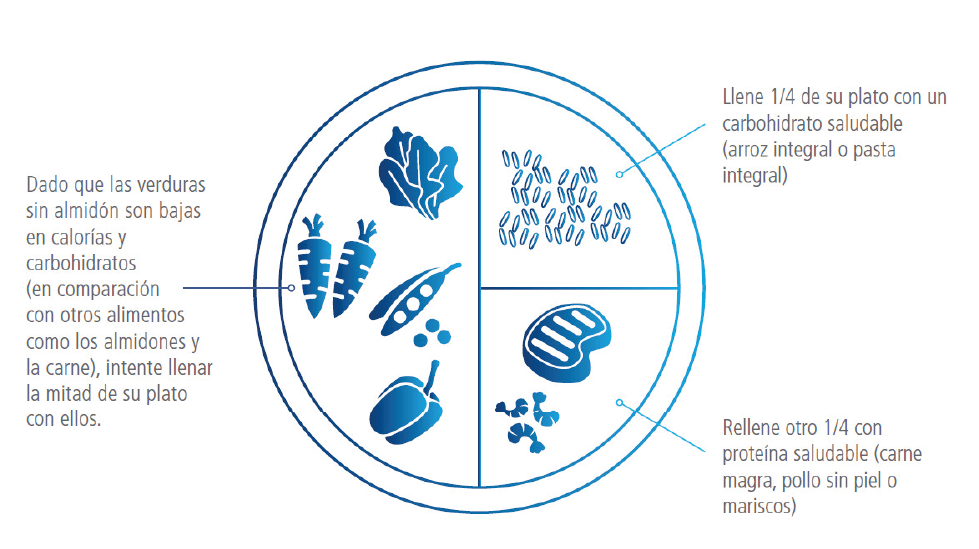 Dado que las verduras
sin almidón son bajas
en calorías y
carbohidratos
(en comparación
con otros alimentos
como los almidones y
la carne), intente llenar
la mitad de su plato
con ellos.
Llene 1/4 de su plato con un
carbohidrato saludable
(arroz integral o pasta
integral)
Rellene otro 1/4 con
proteína saludable (carne
magra, pollo sin piel o
mariscos)